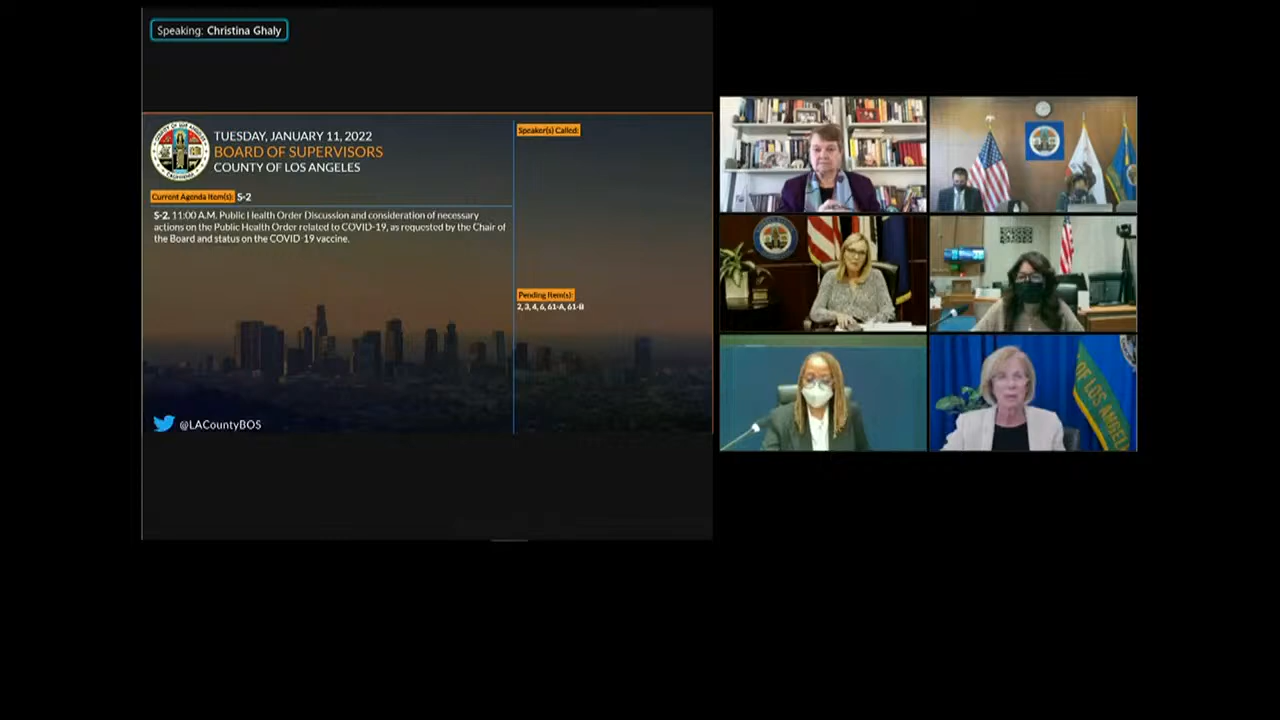 Speaking: Christina Ghaly
TUESDAY, JANUARY 11, 2022
BOARD OF SUPERVISORS
COUNTY OF LOS ANGELES
Current Agenda Item(s): S-2
S-2. 11:00 A.M. Public Health Order Discussion and consideration of necessary
actions on the Public Health Order related to COVID-19, as requested by the Chair of
the Board and status on the COVID-19 vaccine.
@LACountyBOS
Speaker(s) Called:
Pending Item(s):
2, 3, 4, 6, 61-A, 61-B
OF LOS ANGEL